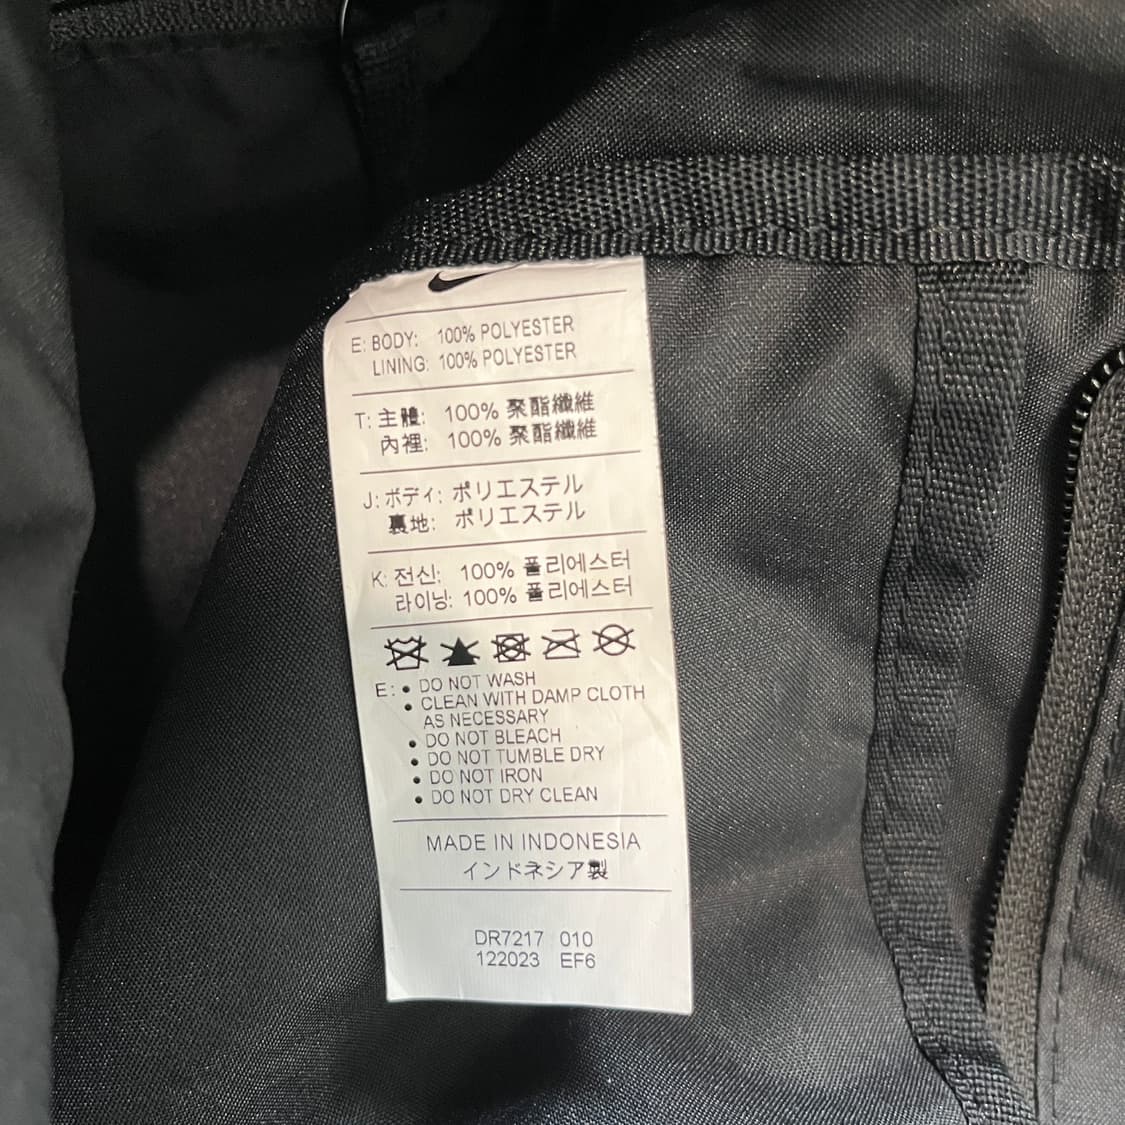 E: BODY: 100% POLYESTER
LINING: 100% POLYESTER
T: 主體: 100% 聚酯纖維
內裡: 100% 聚酯纖維
J: ボディ: ポリエステル
裏地: ポリエステル
K: 전신: 100% 폴리에스터
라이닝: 100% 폴리에스터
E: • DO NOT WASH
• CLEAN WITH DAMP CLOTH
AS NECESSARY
• DO NOT BLEACH
• DO NOT TUMBLE DRY
• DO NOT IRON
• DO NOT DRY CLEAN
MADE IN INDONESIA
インドネシア製
DR7217 010
122023 EF6